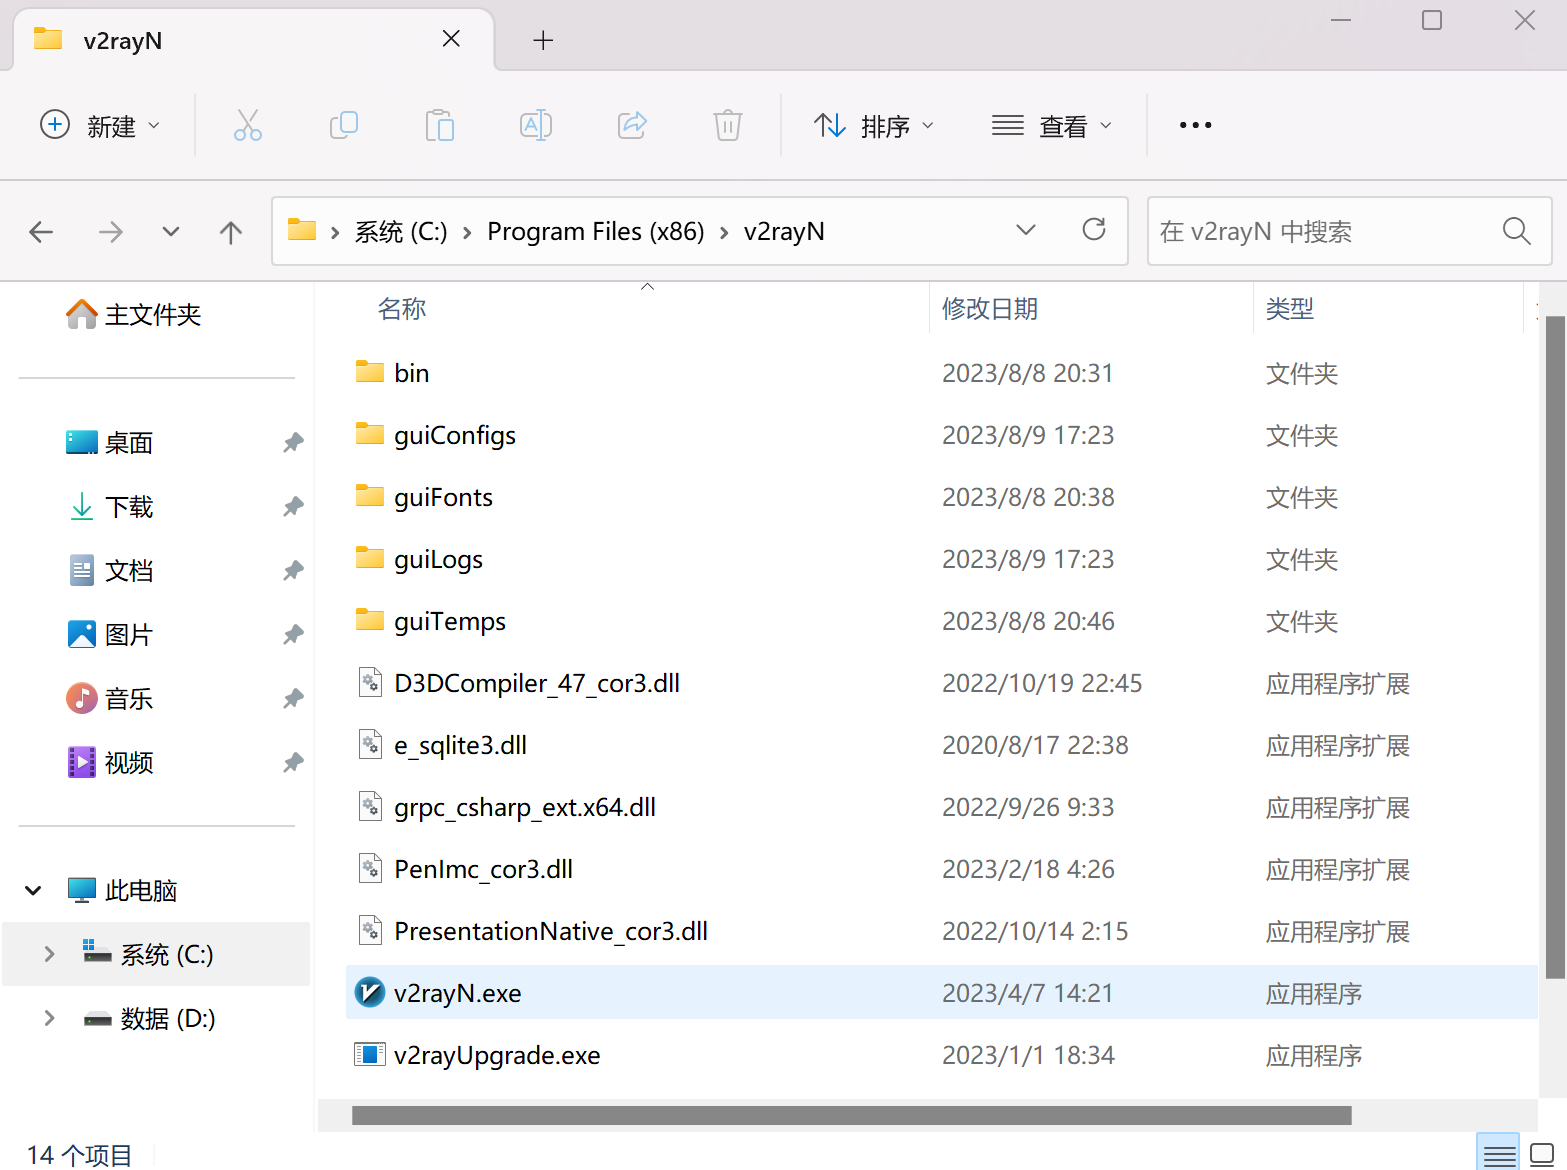 v2rayN
新建
排序
查看
系统 (C:) Program Files (x86) v2rayN
在 v2rayN 中搜索
主文件夹
桌面
下载
文档
图片
音乐
视频
此电脑
系统 (C:)
数据 (D:)
名称 修改日期 类型
bin 2023/8/8 20:31 文件夹
guiConfigs 2023/8/9 17:23 文件夹
guiFonts 2023/8/8 20:38 文件夹
guiLogs 2023/8/9 17:23 文件夹
guiTemps 2023/8/8 20:46 文件夹
D3DCompiler_47_cor3.dll 2022/10/19 22:45 应用程序扩展
e_sqlite3.dll 2020/8/17 22:38 应用程序扩展
grpc_csharp_ext.x64.dll 2022/9/26 9:33 应用程序扩展
PenImc_cor3.dll 2023/2/18 4:26 应用程序扩展
PresentationNative_cor3.dll 2022/10/14 2:15 应用程序扩展
v2rayN.exe 2023/4/7 14:21 应用程序
v2rayUpgrade.exe 2023/1/1 18:34 应用程序
14 个项目